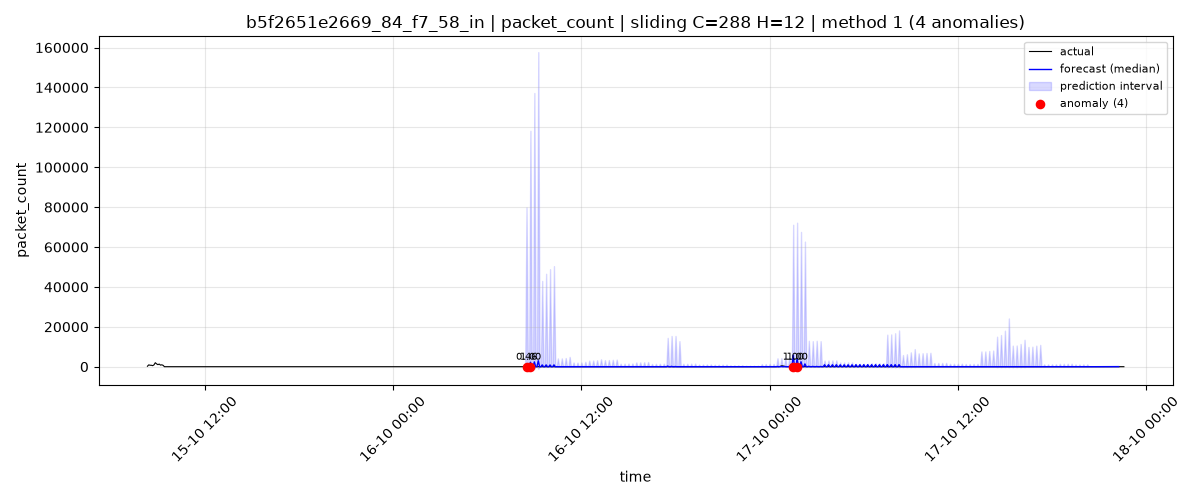 b5f2651e2669_84_f7_58_in | packet_count | sliding C=288 H=12 | method 1 (4 anomalies)
packet_count
160000
140000
120000
100000
80000
60000
40000
20000
0
actual
forecast (median)
prediction interval
anomaly (4)
15-10 12:00
16-10 00:00
16-10 12:00
17-10 00:00
17-10 12:00
18-10 00:00
time